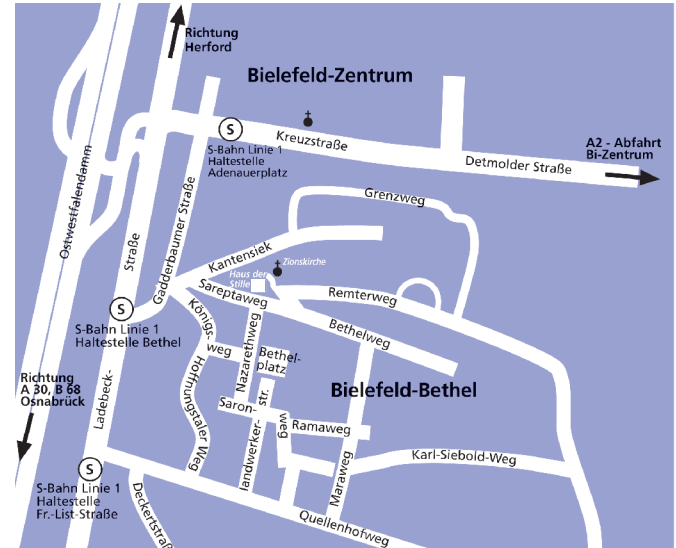 Richtung
Herford
Bielefeld-Zentrum
S
Kreuzstraße
S-Bahn Linie 1
Haltestelle
Adenauerplatz
A2 - Abfahrt
Bi-Zentrum
Detmolder Straße
Ostwestfalendamm
Grenzweg
Straße
Gadderbaumer Straße
Kantensiek
Zionskirche
Haus der
Stille
Sareptaweg
Remterweg
S
S-Bahn Linie 1
Haltestelle Bethel
Königs-
weg
Bethelweg
Nazarethweg
Bethel-
platz
Hoffnungstaler Weg
Richtung
A 30, B 68
Osnabrück
Ladebeck-
Bielefeld-Bethel
Saron-
weg
str.
landwerker-
Ramaweg
Maraweg
Karl-Siebold-Weg
S
S-Bahn Linie 1
Haltestelle
Fr.-List-Straße
Deckertstraß
Quellenhofweg